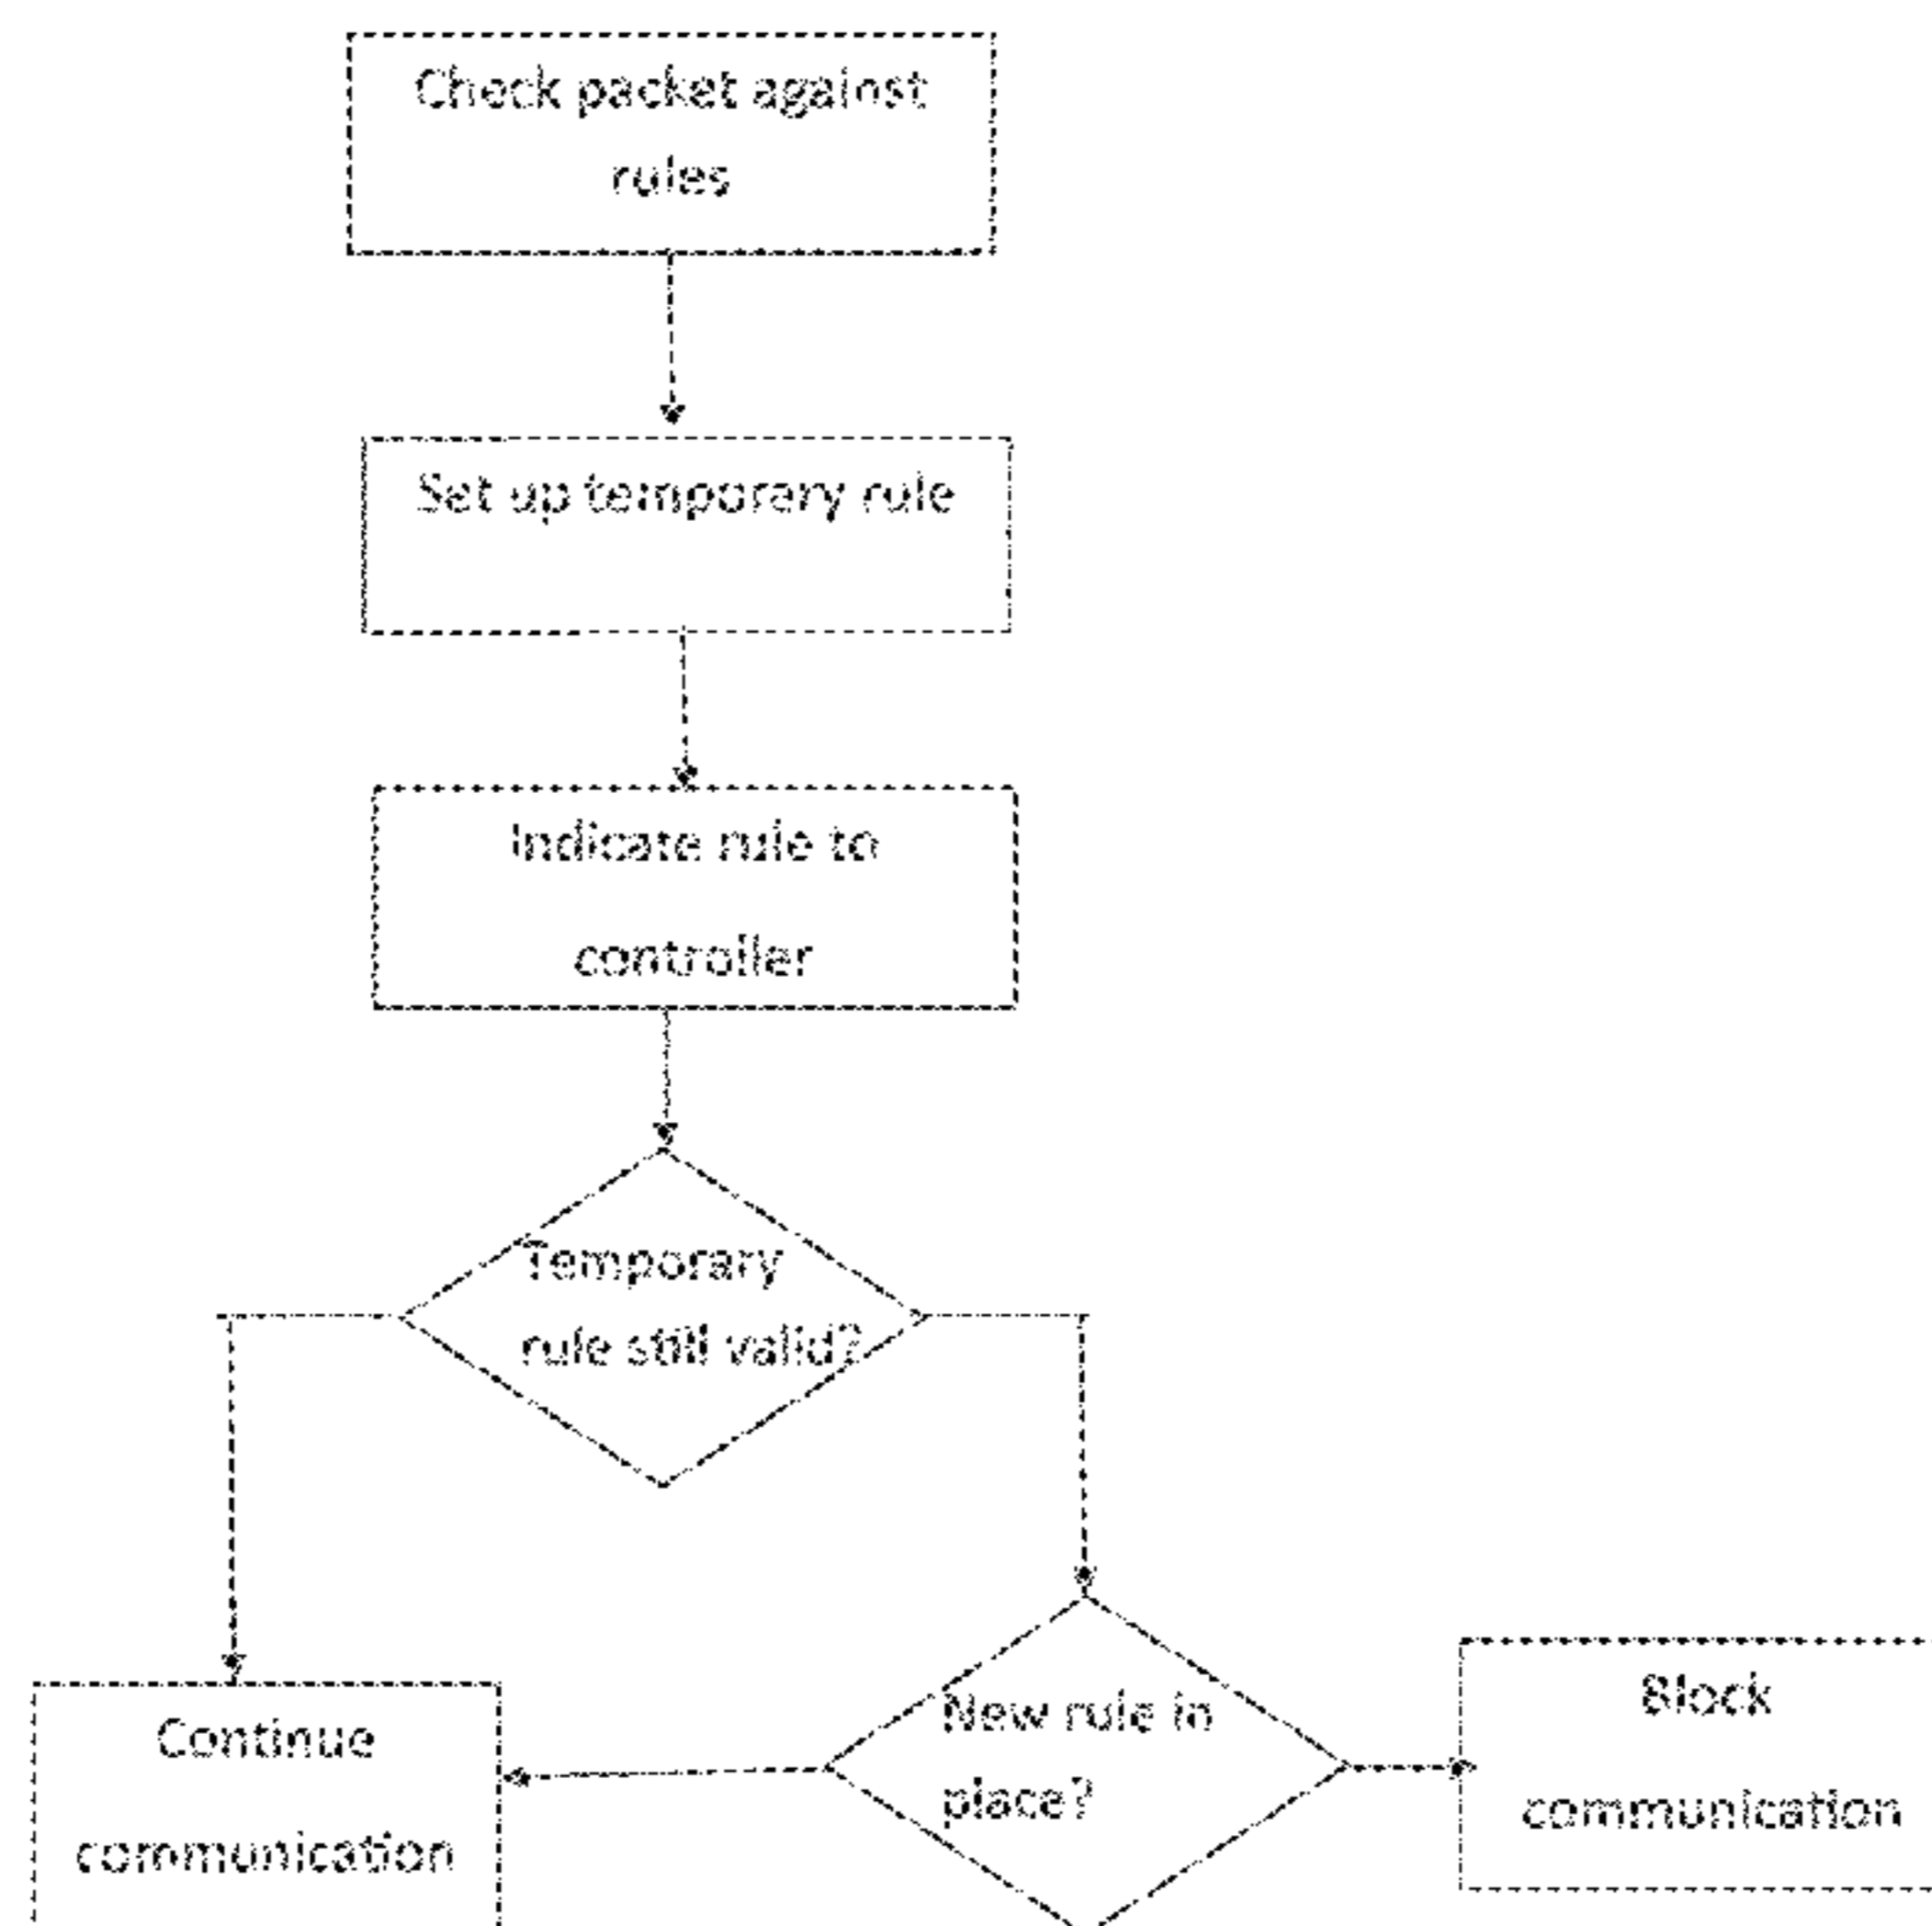 Check packet against
rules
Set up temporary rule
Indicate rule to
controller
Temporary
rule still valid?
New rule in
place?
Block
communication
Continue
communication